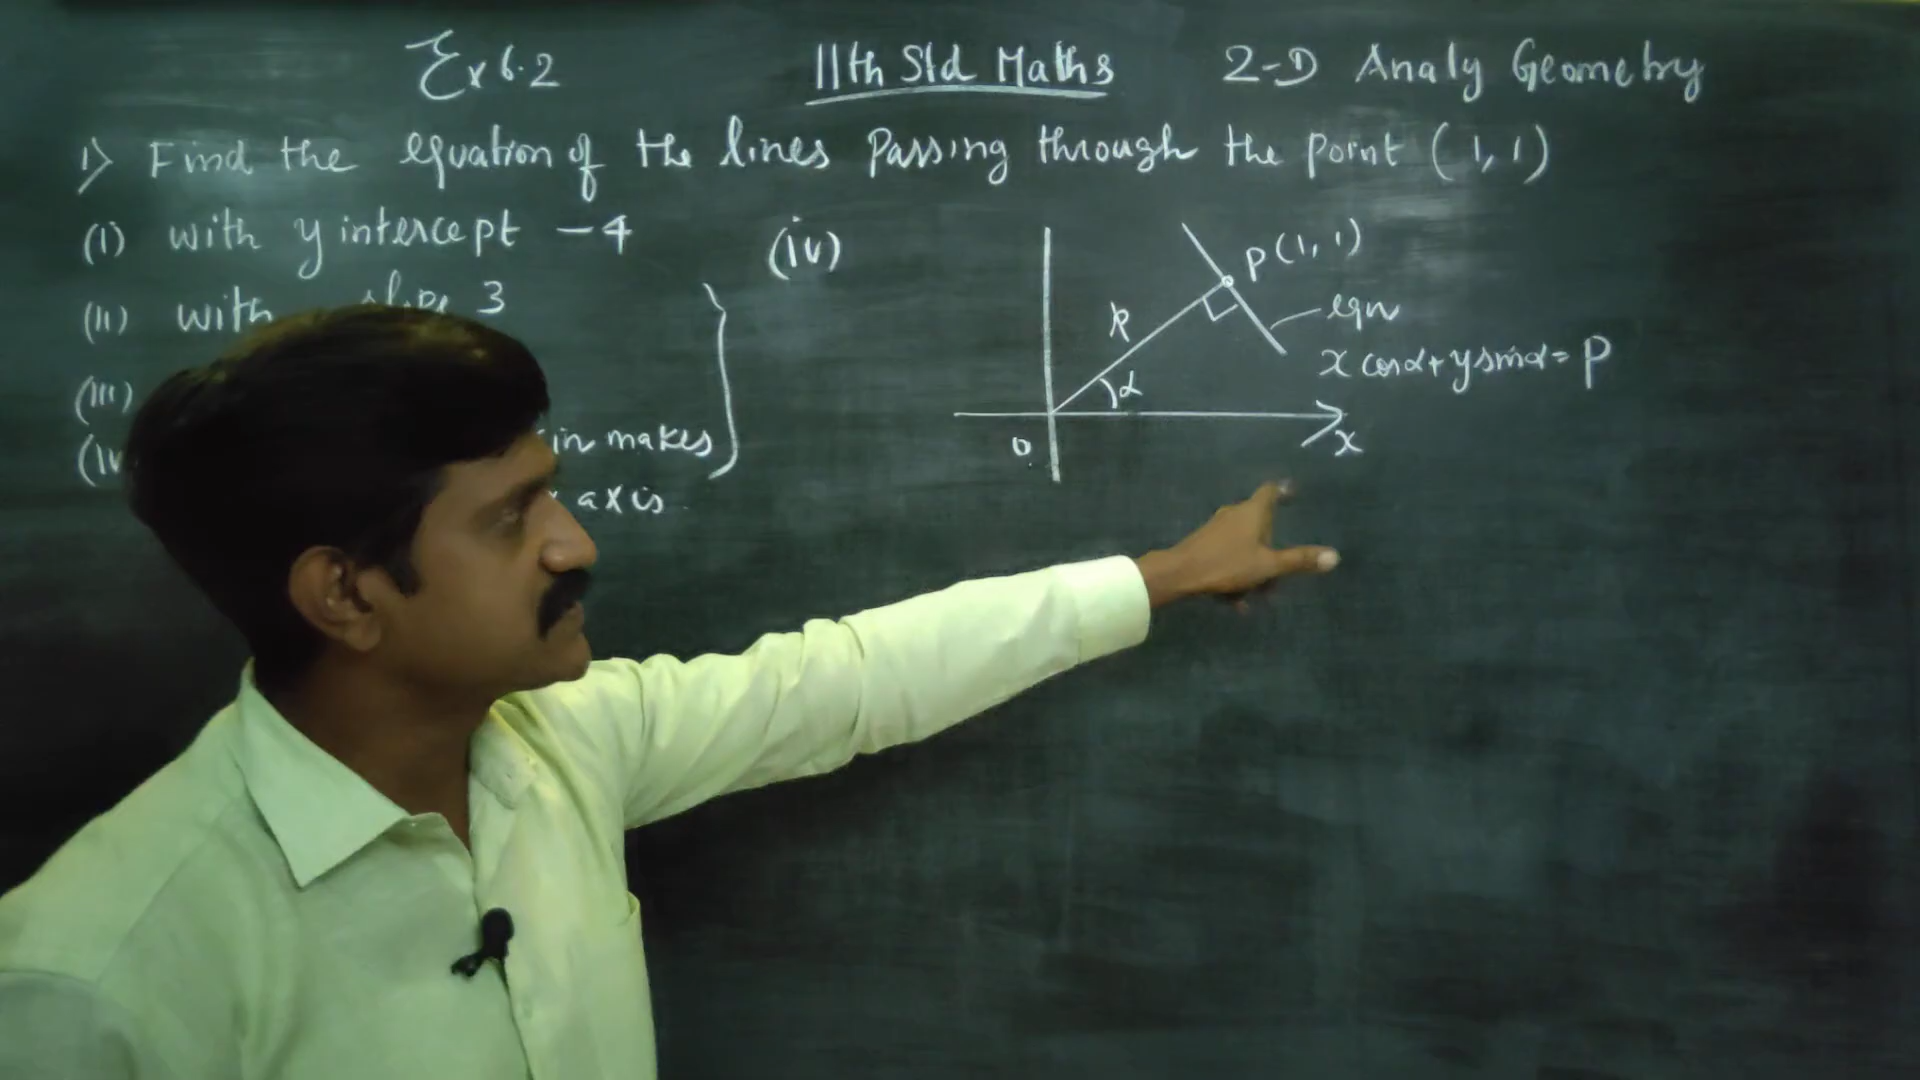 Ex 6.2 11th Std Maths 2-D Analy Geometry
1) Find the equation of the lines passing through the point (1, 1)
(i) with y intercept -4
(ii) with slope 3
(iii)
(iv) in makes
axis
(iv)
P(1, 1)
eqn
x cosα + y sinα = P
p
α
0
x